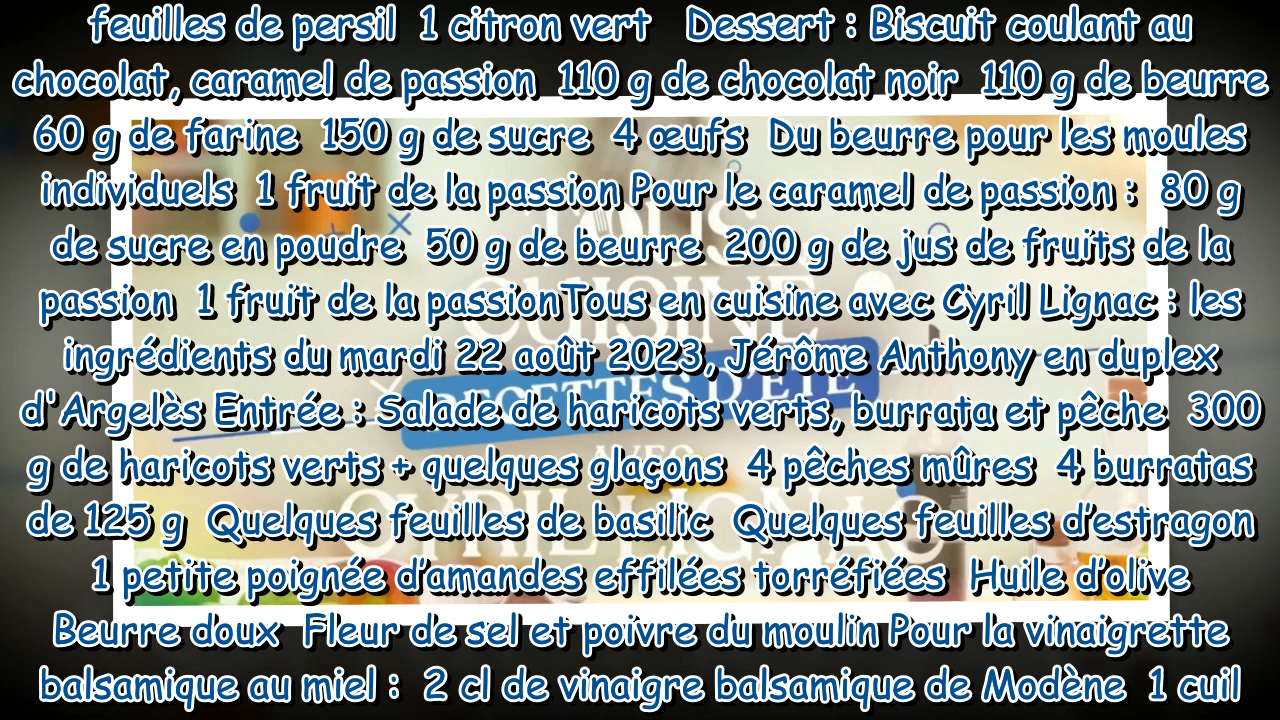 feuilles de persil 1 citron vert Dessert : Biscuit coulant au
chocolat, caramel de passion 110 g de chocolat noir 110 g de beurre
60 g de farine 150 g de sucre 4 œufs Du beurre pour les moules
individuels 1 fruit de la passion Pour le caramel de passion : 80 g
de sucre en poudre 50 g de beurre 200 g de jus de fruits de la
passion 1 fruit de la passionTous en cuisine avec Cyril Lignac : les
ingrédients du mardi 22 août 2023, Jérôme Anthony en duplex
d'Argelès Entrée : Salade de haricots verts, burrata et pêche 300
g de haricots verts + quelques glaçons 4 pêches mûres 4 burratas
de 125 g Quelques feuilles de basilic Quelques feuilles d’estragon
1 petite poignée d’amandes effilées torréfiées Huile d’olive
Beurre doux Fleur de sel et poivre du moulin Pour la vinaigrette
balsamique au miel : 2 cl de vinaigre balsamique de Modène 1 cuil
TOUS
CUISINE
RECETTES D'ÉTÉ
AVEC
CYRIL LIGNAC